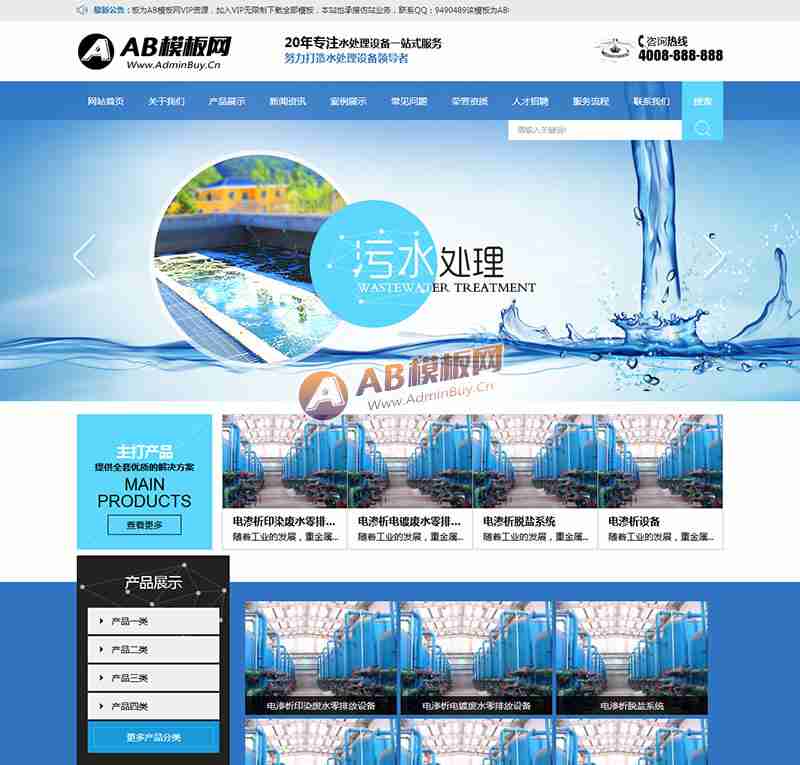 最新公告：板为AB模板网VIP资源，加入VIP无限制下载全部模板，本站也承接仿站业务，联系QQ：9490489该模板为AB
AB模板网
Www.AdminBuy.Cn
20年专注水处理设备一站式服务
努力打造水处理设备领导者
咨询热线
4008-888-888
网站首页 关于我们 产品展示 新闻资讯 案例展示 常见问题 荣誉资质 人才招聘 服务流程 联系我们 搜索
请输入关键词!
污水处理
WASTEWATER TREATMENT
AB模板网
Www.AdminBuy.Cn
主打产品
提供全套优质的解决方案
MAIN
PRODUCTS
查看更多
电渗析印染废水零排... 电渗析电镀废水零排... 电渗析脱盐系统 电渗析设备
随着工业的发展，重金属... 随着工业的发展，重金属... 随着工业的发展，重金属... 随着工业的发展，重金属...
产品展示
产品一类
产品二类
产品三类
产品四类
更多产品分类
电渗析印染废水零排放设备 电渗析电镀废水零排放设备 电渗析脱盐系统